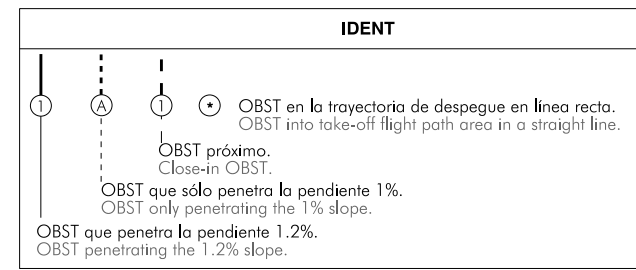 IDENT
1 A 1 * OBST en la trayectoria de despegue en línea recta.
OBST into take-off flight path area in a straight line.
OBST próximo.
Close-in OBST.
OBST que sólo penetra la pendiente 1%.
OBST only penetrating the 1% slope.
OBST que penetra la pendiente 1.2%.
OBST penetrating the 1.2% slope.